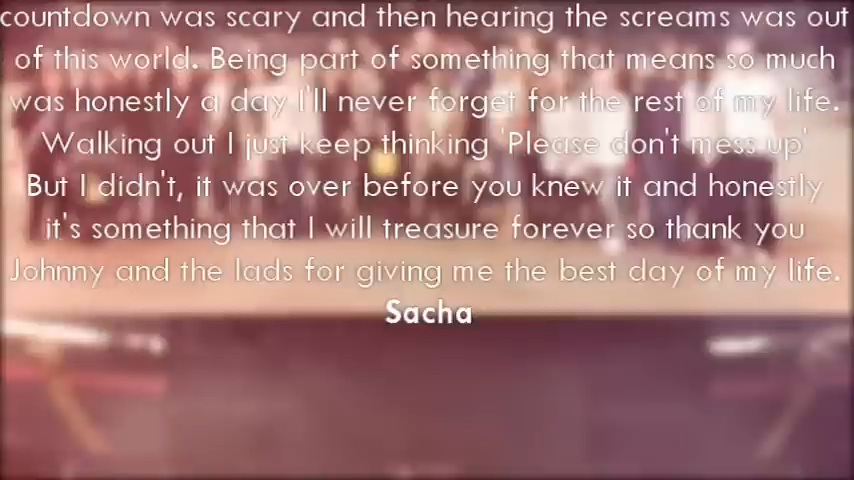 countdown was scary and then hearing the screams was out
of this world. Being part of something that means so much
was honestly a day I'll never forget for the rest of my life.
Walking out I just keep thinking 'Please don't mess up'
But I didn't, it was over before you knew it and honestly
it's something that I will treasure forever so thank you
Johnny and the lads for giving me the best day of my life.
Sacha